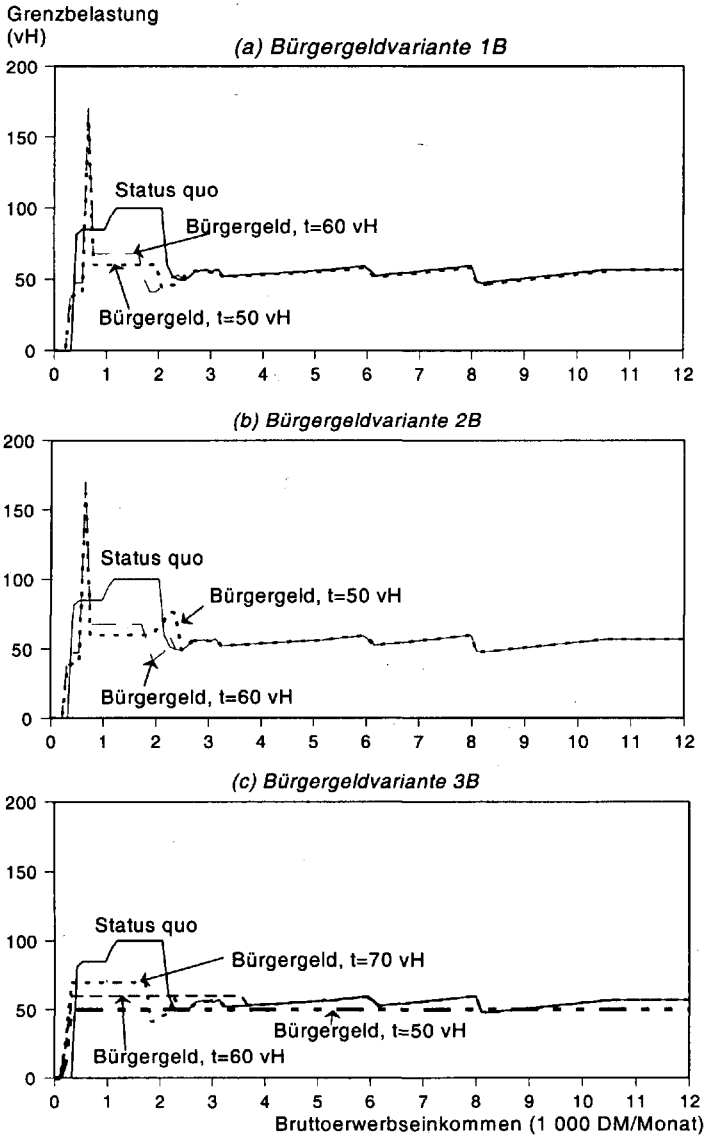 Grenzbelastung
(vH)
(a) Bürgergeldvariante 1B
200
150
100
50
0
Status quo
Bürgergeld, t=60 vH
Bürgergeld, t=50 vH
0 1 2 3 4 5 6 7 8 9 10 11 12
(b) Bürgergeldvariante 2B
200
150
100
50
0
Status quo
Bürgergeld, t=50 vH
Bürgergeld, t=60 vH
0 1 2 3 4 5 6 7 8 9 10 11 12
(c) Bürgergeldvariante 3B
200
150
100
50
0
Status quo
Bürgergeld, t=70 vH
Bürgergeld, t=50 vH
Bürgergeld, t=60 vH
0 1 2 3 4 5 6 7 8 9 10 11 12
Bruttoerwerbseinkommen (1 000 DM/Monat)